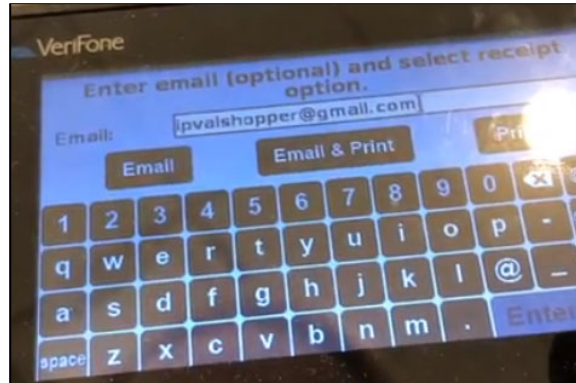 VeriFone
Enter email (optional) and select receipt
option.
Email: ipvalshopper@gmail.com
Email Email & Print
1 2 3 4 5 6 7 8 9 0
q w e r t y u i o p -
a s d f g h j k l @ _
space z x c v b n m . Enter